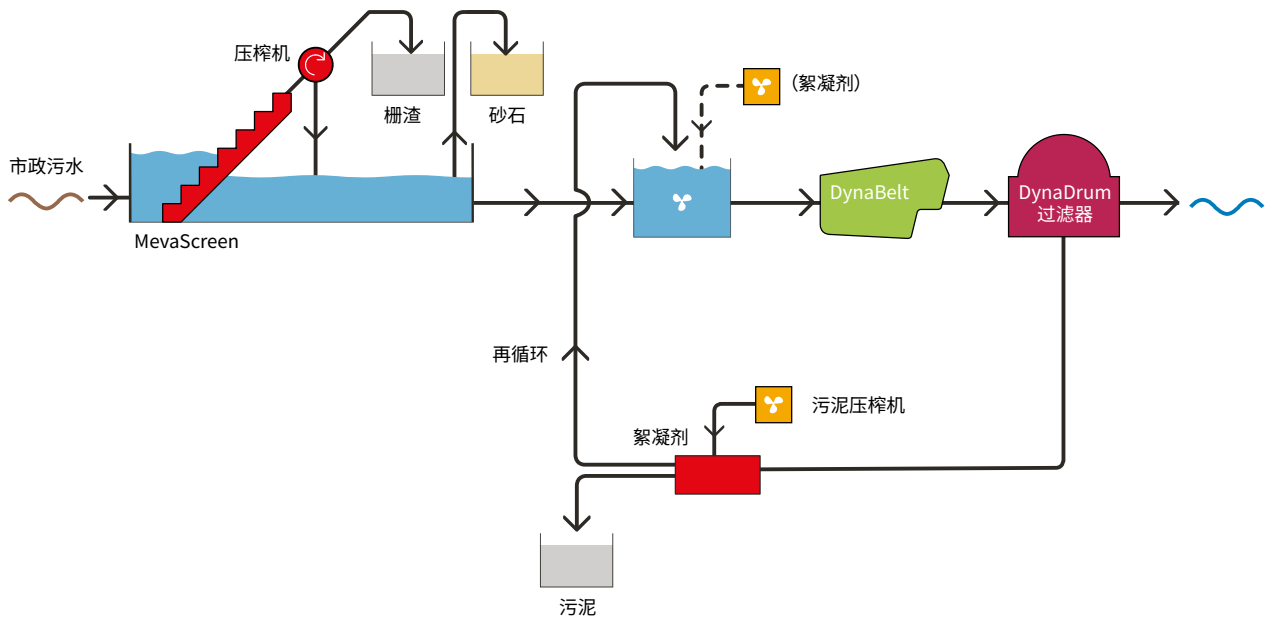 压榨机
栅渣
砂石
（絮凝剂）
市政污水
MevaScreen
DynaBelt
DynaDrum
过滤器
再循环
污泥压榨机
絮凝剂
污泥